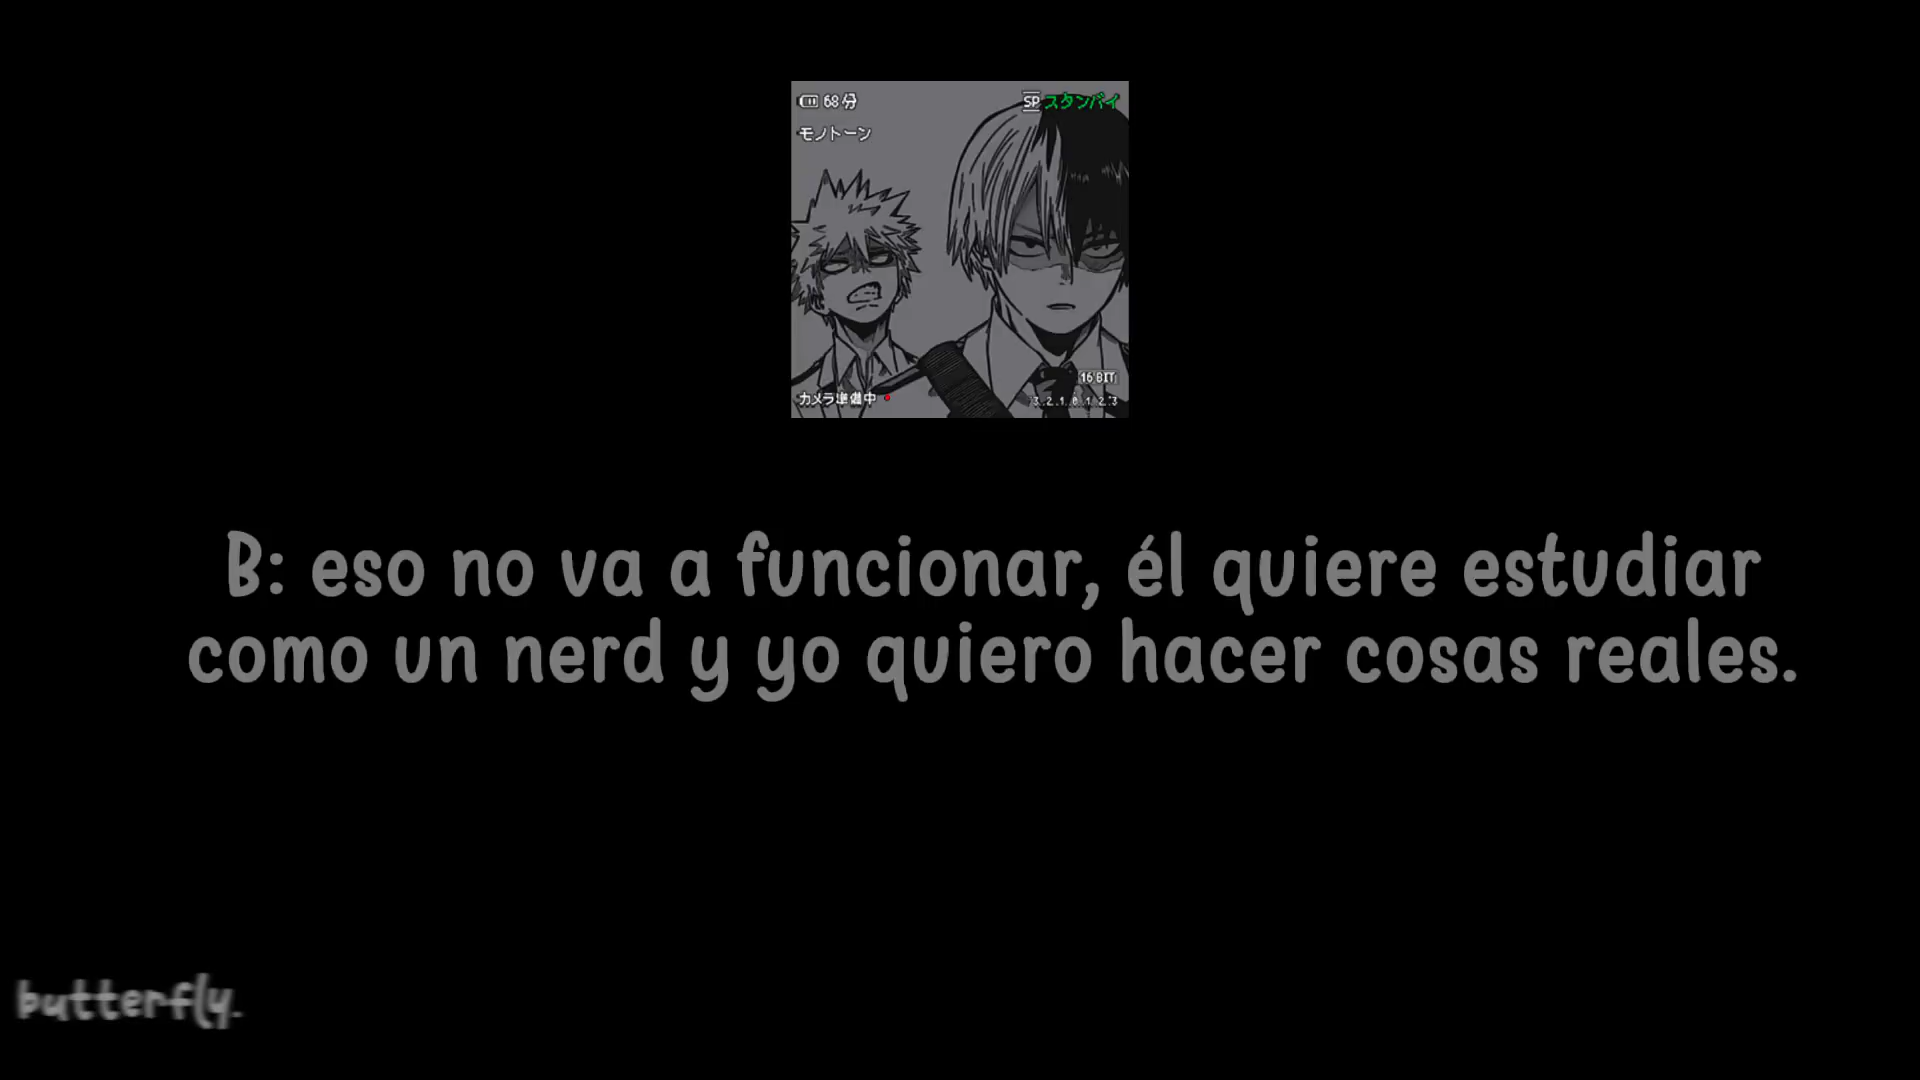 68分
SPスタンバイ
モノトーン
16 BIT
カメラ準備中
B: eso no va a funcionar, él quiere estudiar
como un nerd y yo quiero hacer cosas reales.
butterfly.